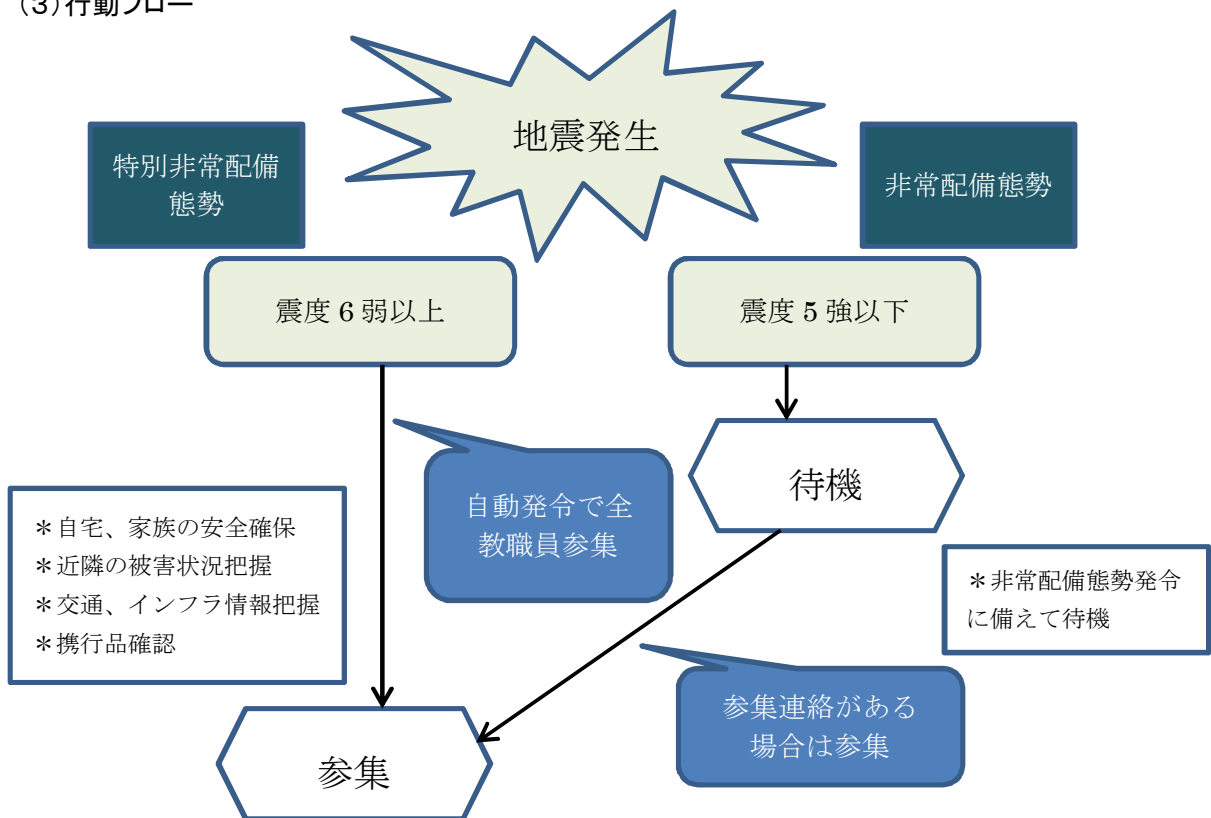 （３）行動フロー
地震発生
特別非常配備
態勢
非常配備態勢
震度 6 弱以上
震度 5 強以下
待機
自動発令で全
教職員参集
＊自宅、家族の安全確保
＊近隣の被害状況把握
＊交通、インフラ情報把握
＊携行品確認
＊非常配備態勢発令
に備えて待機
参集連絡がある
場合は参集
参集